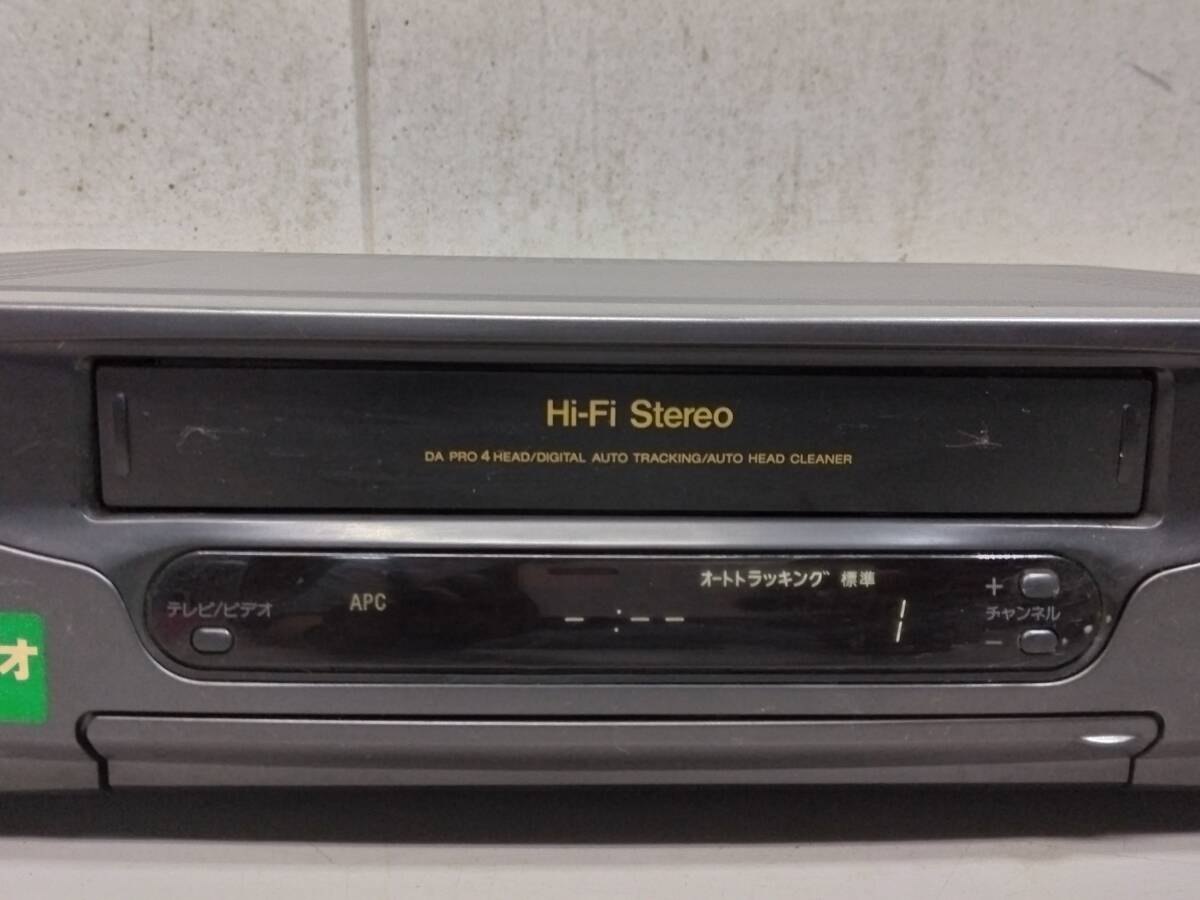 Hi-Fi Stereo
DA PRO 4 HEAD/DIGITAL AUTO TRACKING/AUTO HEAD CLEANER
オートトラッキング 標準
テレビ/ビデオ
APC
-:--
1
+
チャンネル
-
オ